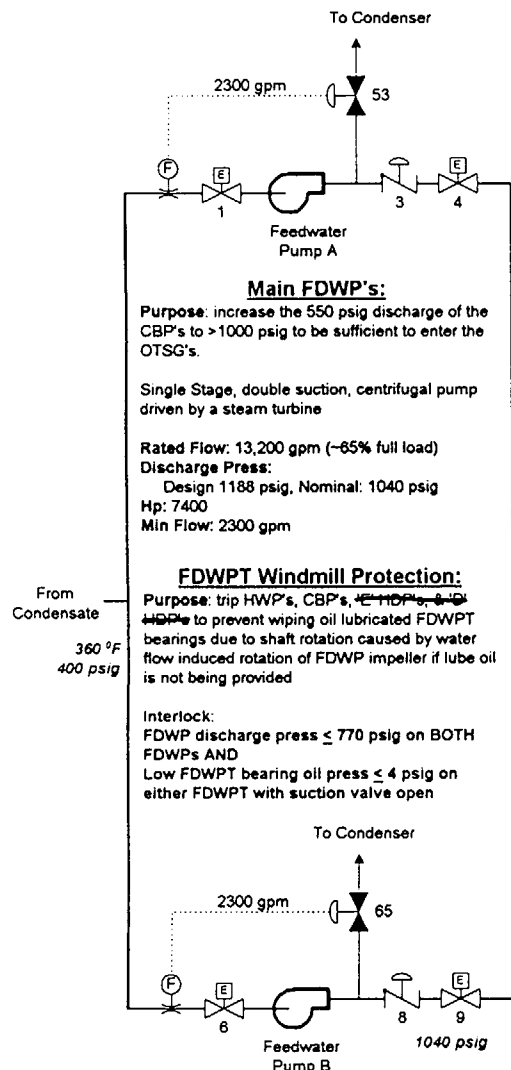 To Condenser
2300 gpm
53
F
E
E
1
3
4
Feedwater
Pump A
Main FDWP's:
Purpose: increase the 550 psig discharge of the
CBP's to >1000 psig to be sufficient to enter the
OTSG's.
Single Stage, double suction, centrifugal pump
driven by a steam turbine
Rated Flow: 13,200 gpm (~65% full load)
Discharge Press:
Design 1188 psig, Nominal: 1040 psig
Hp: 7400
Min Flow: 2300 gpm
FDWPT Windmill Protection:
From
Condensate
360 ºF
400 psig
Purpose: trip HWP's, CBP's, 'E' HDP's, & 'D'
HDP's to prevent wiping oil lubricated FDWPT
bearings due to shaft rotation caused by water
flow induced rotation of FDWP impeller if lube oil
is not being provided
Interlock:
FDWP discharge press ≤ 770 psig on BOTH
FDWPs AND
Low FDWPT bearing oil press ≤ 4 psig on
either FDWPT with suction valve open
To Condenser
2300 gpm
65
F
E
E
6
8
9
Feedwater
Pump B
1040 psig